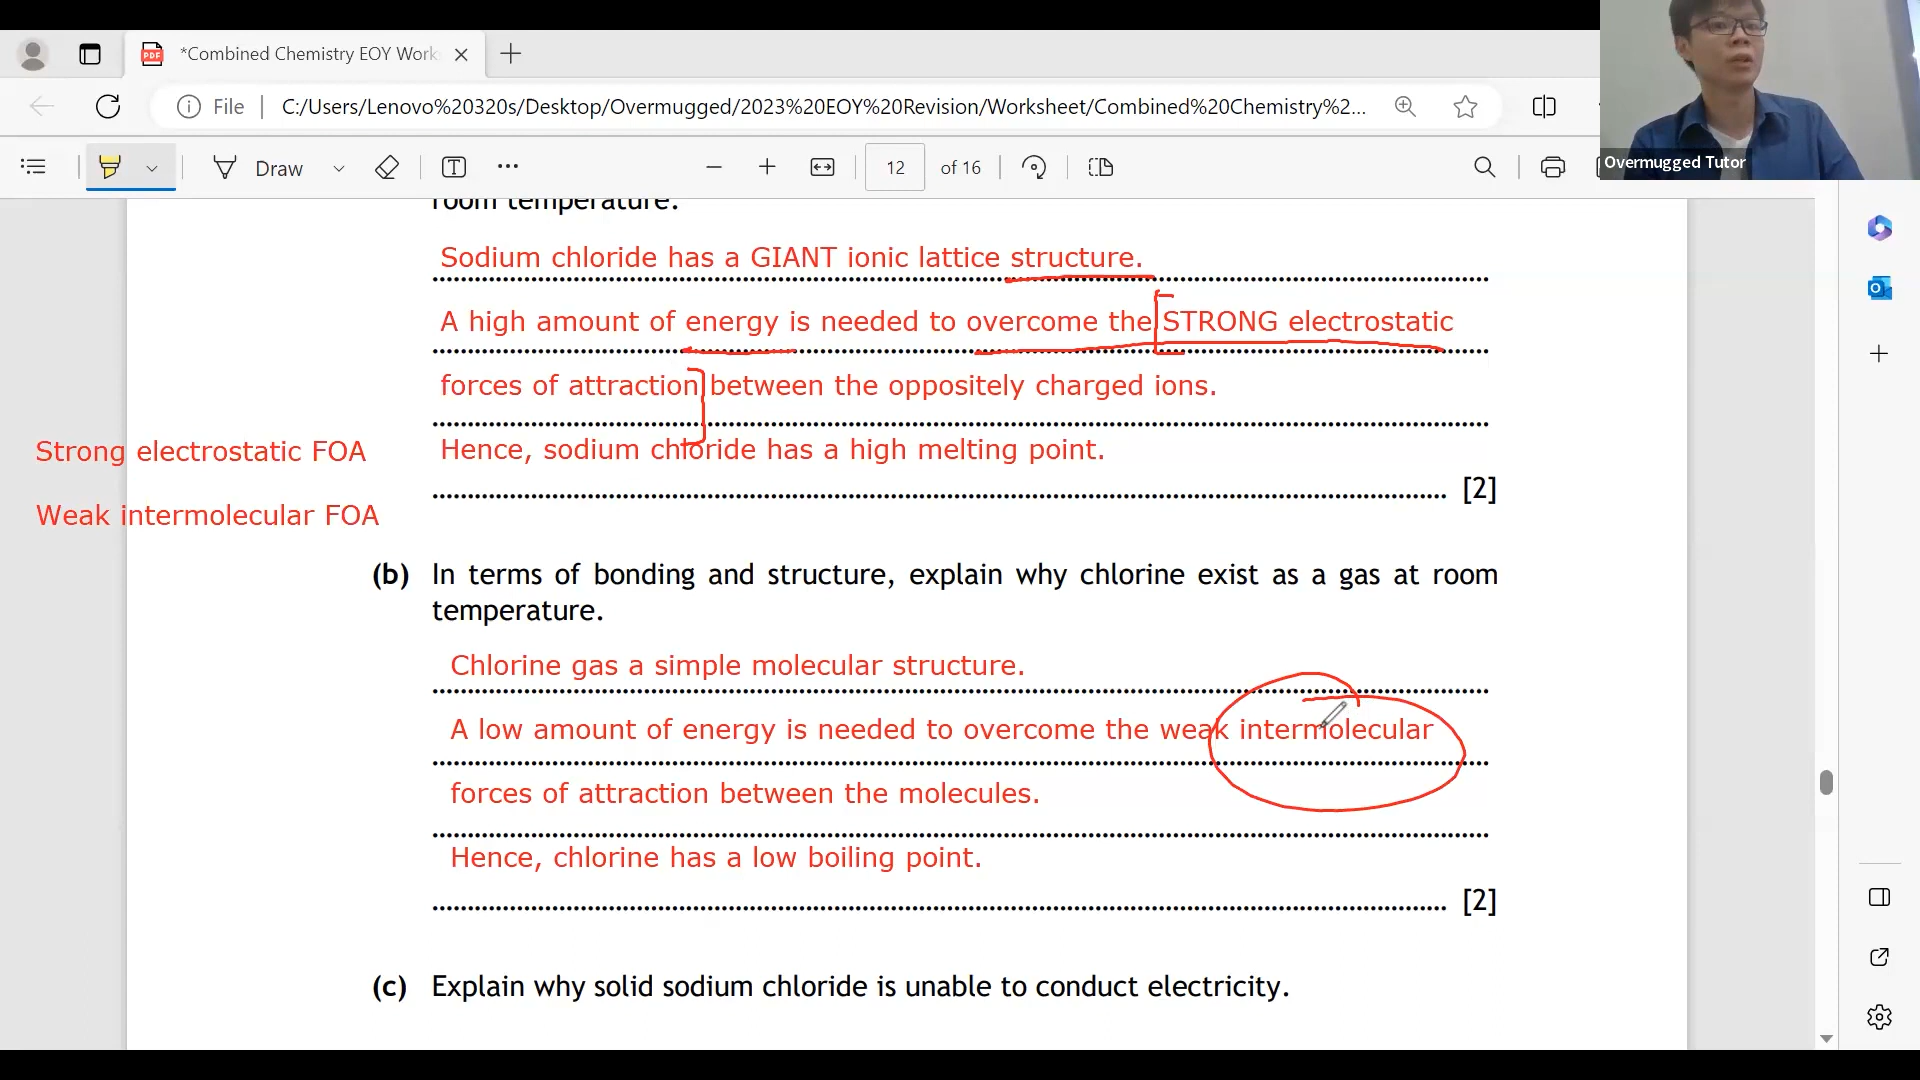 *Combined Chemistry EOY Work
File
C:/Users/Lenovo%20320s/Desktop/Overmugged/2023%20EOY%20Revision/Worksheet/Combined%20Chemistry%2...
Overmugged Tutor
Draw
12 of 16
room temperature.
Sodium chloride has a GIANT ionic lattice structure.
A high amount of energy is needed to overcome the STRONG electrostatic
forces of attraction between the oppositely charged ions.
Hence, sodium chloride has a high melting point.
[2]
Strong electrostatic FOA
Weak intermolecular FOA
(b) In terms of bonding and structure, explain why chlorine exist as a gas at room
temperature.
Chlorine gas a simple molecular structure.
A low amount of energy is needed to overcome the weak intermolecular
forces of attraction between the molecules.
Hence, chlorine has a low boiling point.
[2]
(c) Explain why solid sodium chloride is unable to conduct electricity.